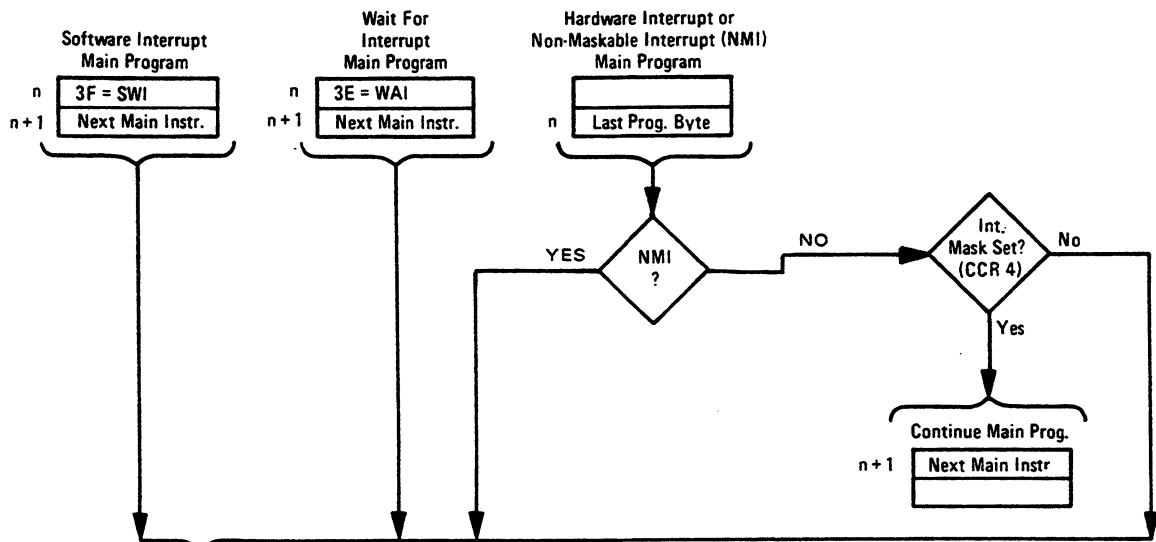 Software Interrupt
Main Program
n
3F = SWI
n + 1
Next Main Instr.
Wait For
Interrupt
Main Program
n
3E = WAI
n + 1
Next Main Instr.
Hardware Interrupt or
Non-Maskable Interrupt (NMI)
Main Program
n
Last Prog. Byte
YES
NMI
?
NO
Int.
Mask Set?
(CCR 4)
No
Yes
Continue Main Prog.
n + 1
Next Main Instr